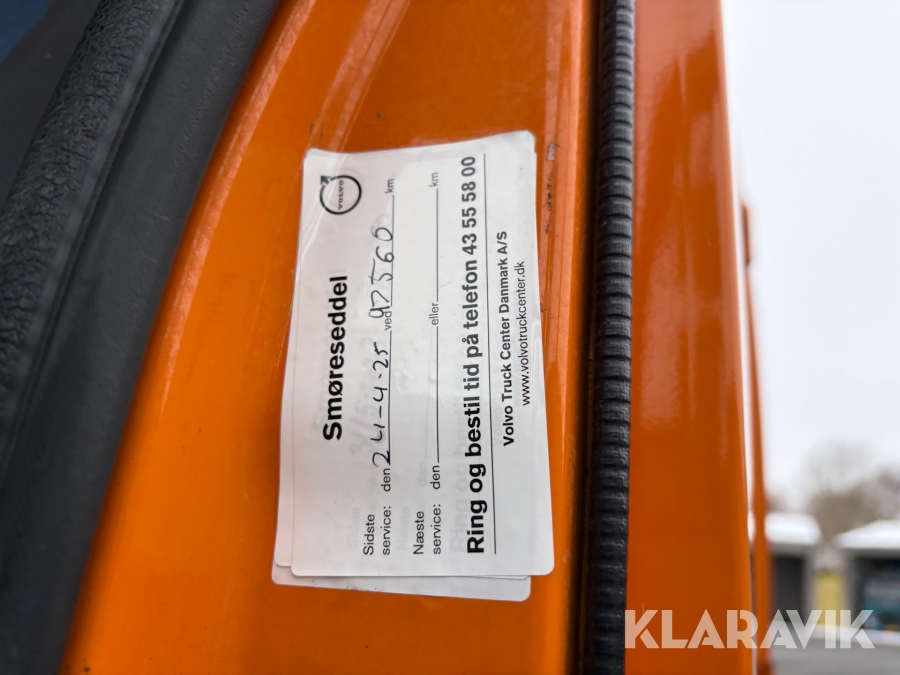 VOLVO
Smøreseddel
Sidste
service: den 24-4-25 ved 97560 km
Næste
service: den eller km
Ring og bestil tid på telefon 43 55 58 00
Volvo Truck Center Danmark A/S
www.volvotruckcenter.dk
KLARAVIK